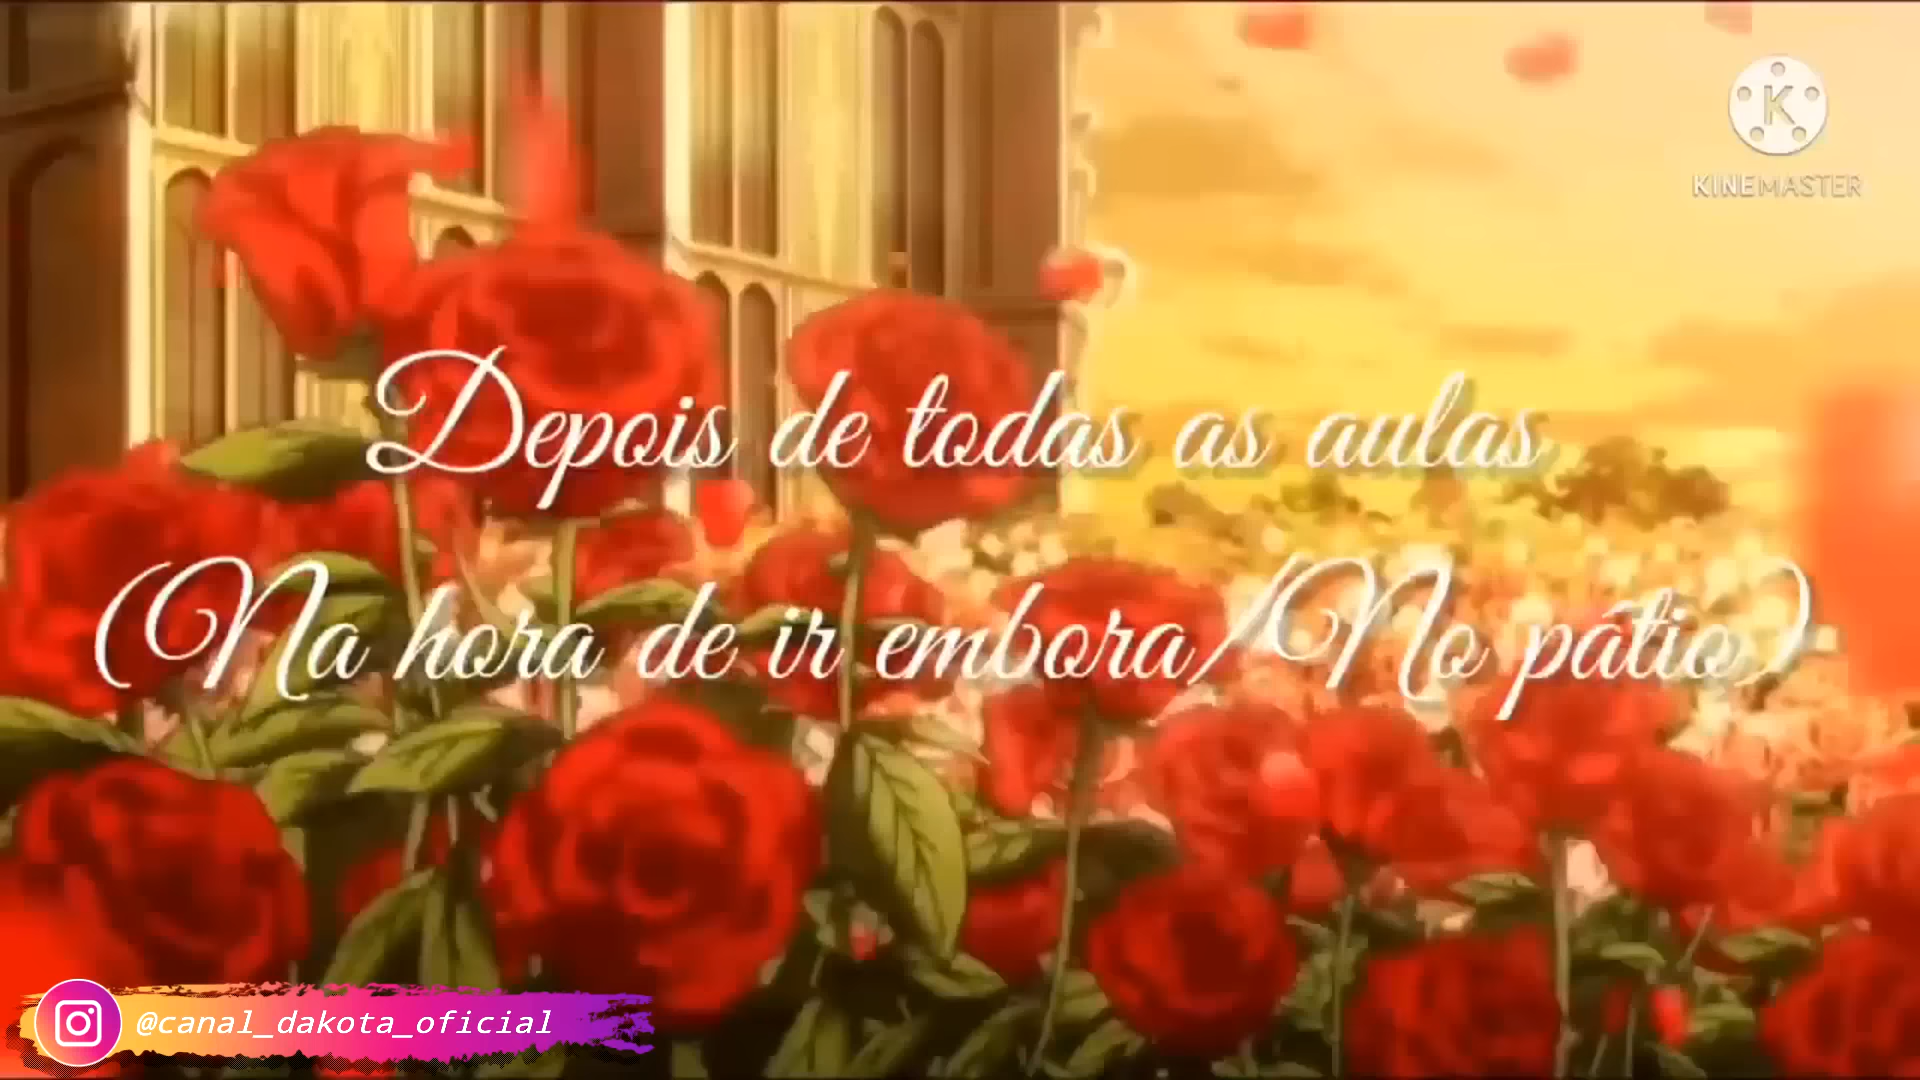 K
KINEMASTER
Depois de todas as aulas
(Na hora de ir embora/No pátio)
@canal_dakota_oficial